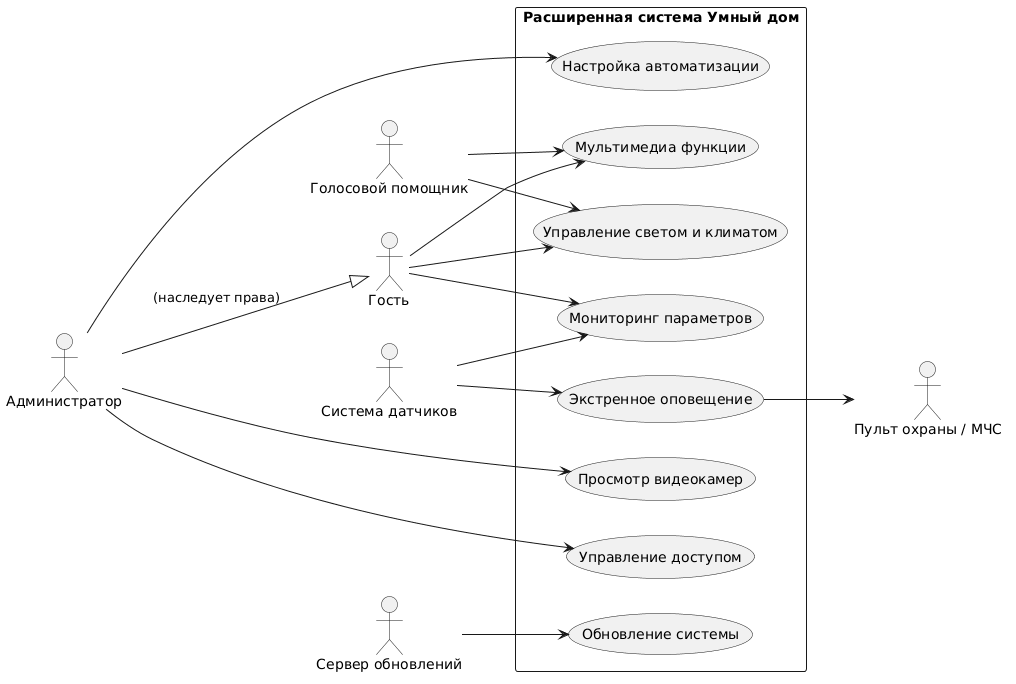 Расширенная система Умный дом
Настройка автоматизации
Мультимедиа функции
Голосовой помощник
Управление светом и климатом
(наследует права)
Гость
Мониторинг параметров
Администратор
Система датчиков
Экстренное оповещение
Пульт охраны / МЧС
Просмотр видеокамер
Управление доступом
Обновление системы
Сервер обновлений